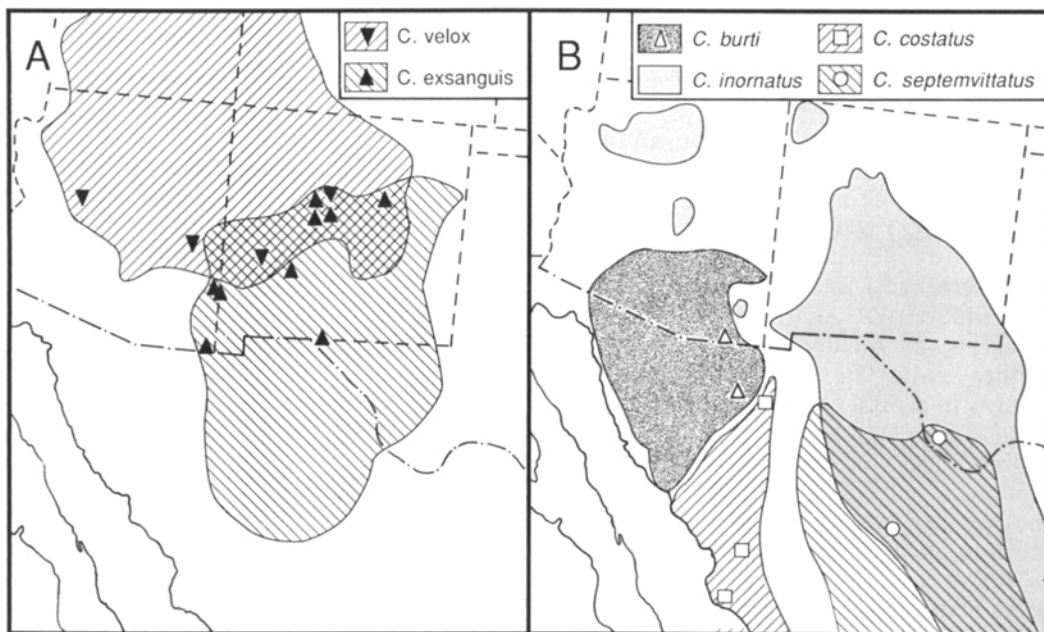 A
C. velox
C. exsanguis
B
C. burti
C. costatus
C. inornatus
C. septemvittatus